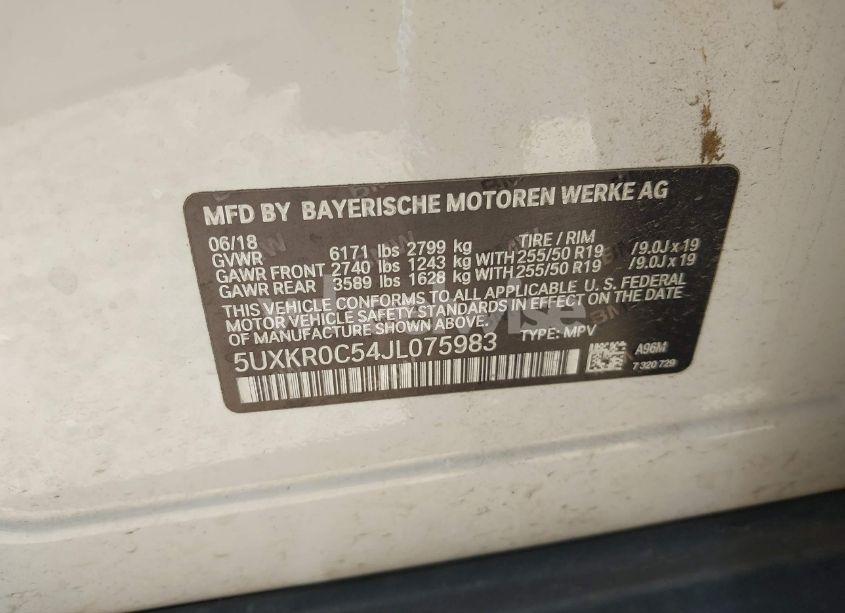 MFD BY BAYERISCHE MOTOREN WERKE AG
06/18 TIRE / RIM
GVWR 6171 lbs 2799 kg
GAWR FRONT 2740 lbs 1243 kg WITH 255/50 R19 /9.0J x 19
GAWR REAR 3589 lbs 1628 kg WITH 255/50 R19 /9.0J x 19
THIS VEHICLE CONFORMS TO ALL APPLICABLE U. S. FEDERAL
MOTOR VEHICLE SAFETY STANDARDS IN EFFECT ON THE DATE
OF MANUFACTURE SHOWN ABOVE.
5UXKR0C54JL075983 TYPE: MPV
A96M
7 320 729